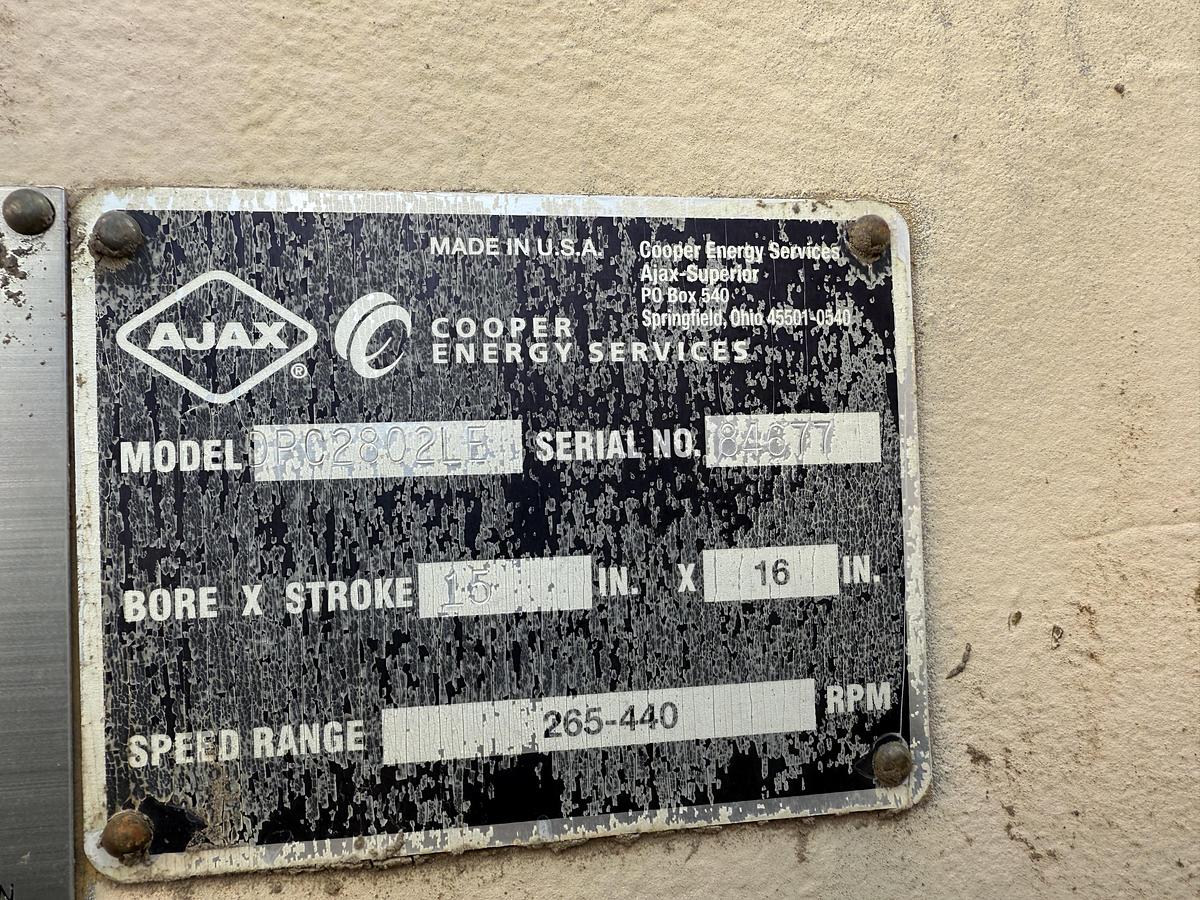 MADE IN U.S.A.
Cooper Energy Services
Ajax-Superior
PO Box 540
Springfield, Ohio 45501-0540
AJAX ®
COOPER
ENERGY SERVICES
MODEL DPC2802LE SERIAL NO. 84677
BORE X STROKE 15 IN. X 16 IN.
SPEED RANGE 265-440 RPM
N